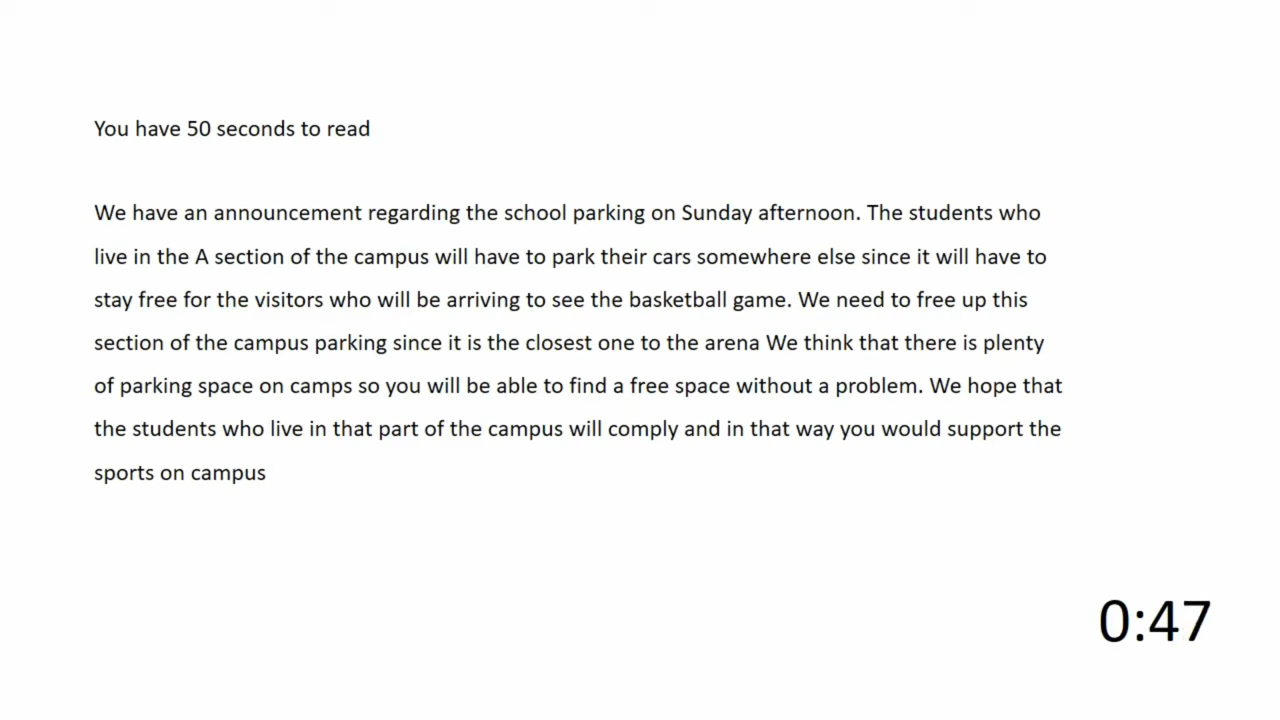 You have 50 seconds to read
We have an announcement regarding the school parking on Sunday afternoon. The students who
live in the A section of the campus will have to park their cars somewhere else since it will have to
stay free for the visitors who will be arriving to see the basketball game. We need to free up this
section of the campus parking since it is the closest one to the arena We think that there is plenty
of parking space on camps so you will be able to find a free space without a problem. We hope that
the students who live in that part of the campus will comply and in that way you would support the
sports on campus
0:47